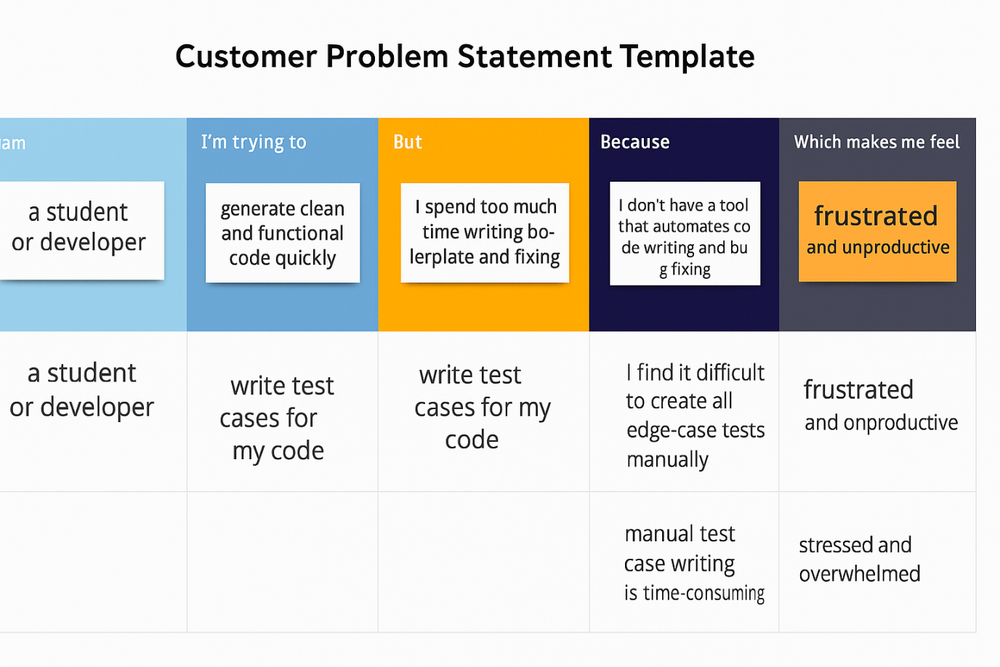 Customer Problem Statement Template
am
I'm trying to
But
Because
Which makes me feel
a student
or developer
generate clean
and functional
code quickly
I spend too much
time writing bo-
lerplate and fixing
I don't have a tool
that automates co
de writing and bu
g fixing
frustrated
and unproductive
a student
or developer
write test
cases for
my code
write test
cases for my
code
I find it difficult
to create all
edge-case tests
manually
frustrated
and onproductive
manual test
case writing
is time-consuming
stressed and
overwhelmed